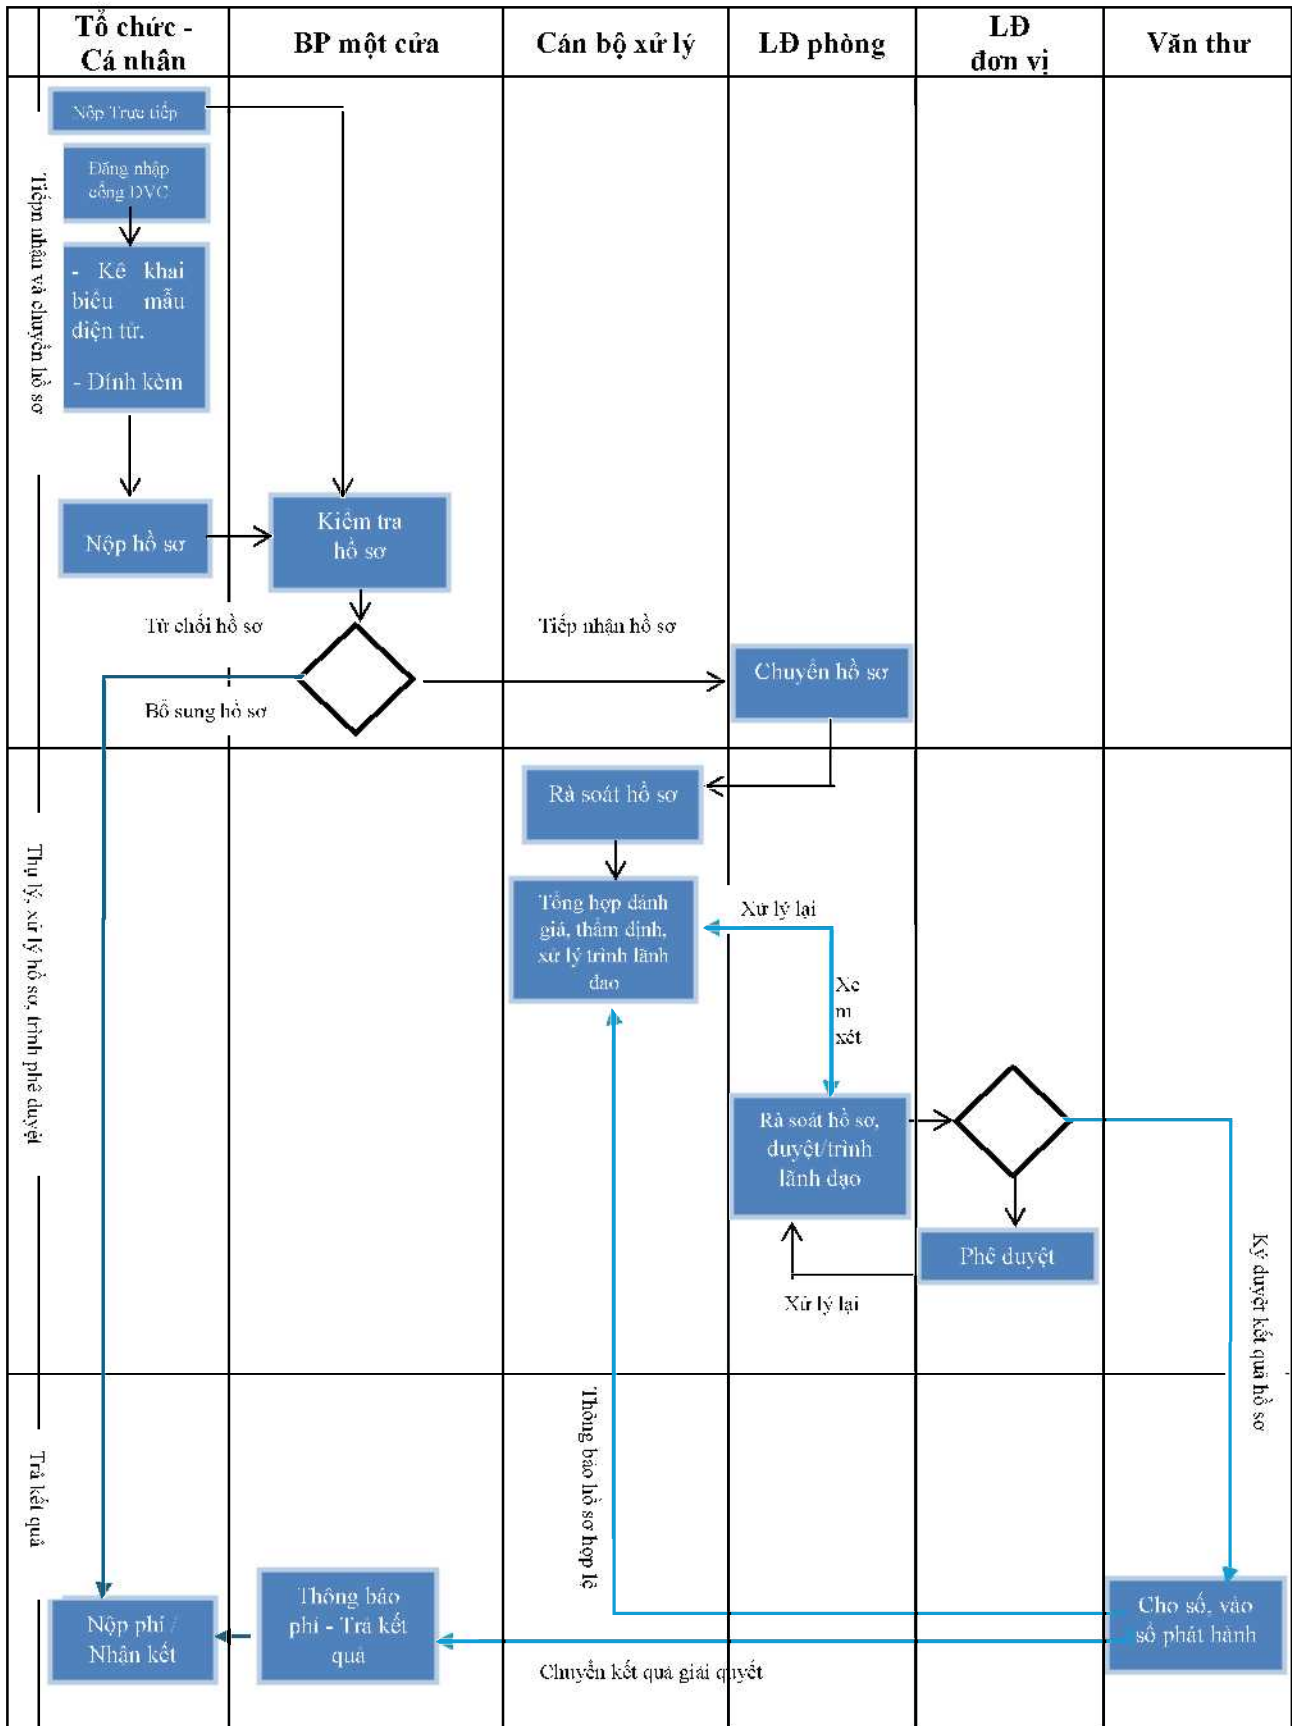 Tổ chức -
Cá nhân
BP một cửa
Cán bộ xử lý
LĐ phòng
LĐ
đơn vị
Văn thư
Tiếpn nhận và chuyển hồ sơ
Nộp Trực tiếp
Đăng nhập
cổng DVC
- Kê khai
biểu mẫu
điện tử.
- Đính kèm
Nộp hồ sơ
Kiểm tra
hồ sơ
Từ chối hồ sơ
Bổ sung hồ sơ
Tiếp nhận hồ sơ
Chuyển hồ sơ
Thụ lý, xử lý hồ sơ, trình phê duyệt
Rà soát hồ sơ
Tổng hợp đánh
giá, thẩm định,
xử lý trình lãnh
đạo
Xử lý lại
Xe
m
xét
Rà soát hồ sơ,
duyệt/trình
lãnh đạo
Phê duyệt
Xử lý lại
Ký duyệt kết quả hồ sơ
Trả kết quả
Thông báo hồ sơ hợp lệ
Nộp phí /
Nhận kết
Thông báo
phí - Trả kết
quả
Cho số, vào
sổ phát hành
Chuyển kết quả giải quyết